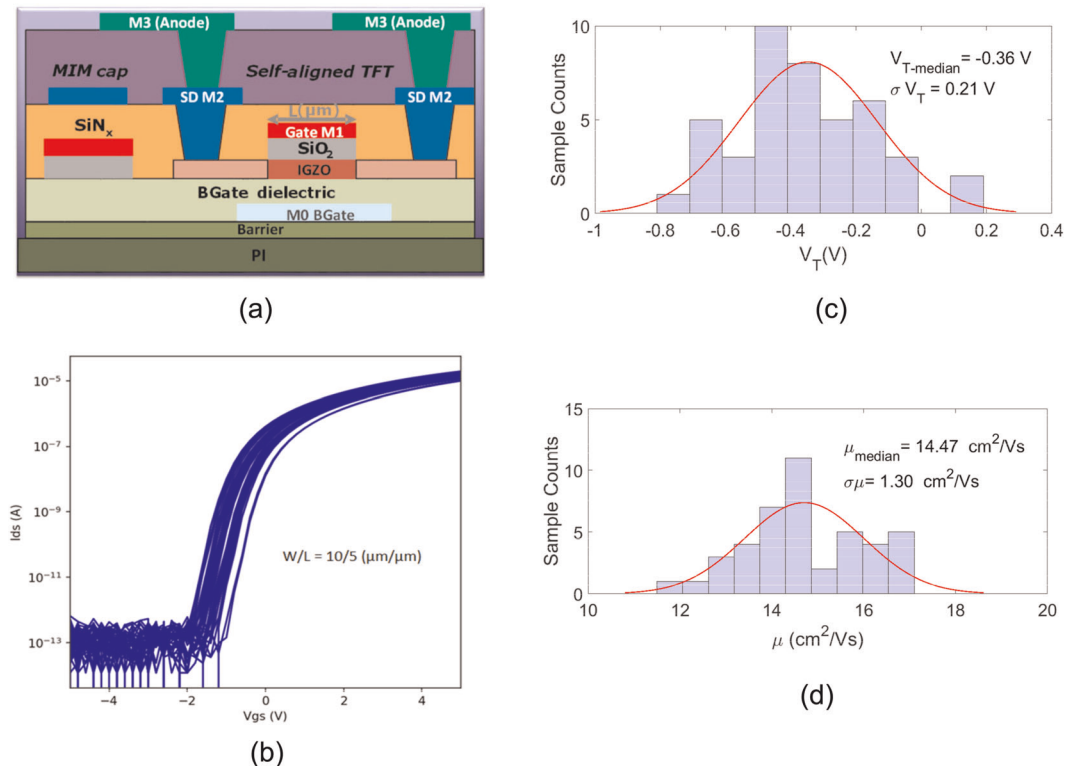 M3 (Anode) M3 (Anode)
MIM cap Self-aligned TFT
SD M2 SD M2
L(μm)
SiNx Gate M1
SiO2
IGZO
BGate dielectric
M0 BGate
Barrier
PI
(a)
Sample Counts
10
5
0
VT-median = -0.36 V
σ VT = 0.21 V
-1 -0.8 -0.6 -0.4 -0.2 0 0.2 0.4
VT(V)
(c)
Ids (A)
10−5
10−7
10−9
10−11
10−13
W/L = 10/5 (μm/μm)
−4 −2 0 2 4
Vgs (V)
(b)
Sample Counts
15
10
5
0
μmedian= 14.47 cm2/Vs
σμ= 1.30 cm2/Vs
10 12 14 16 18 20
μ (cm2/Vs)
(d)